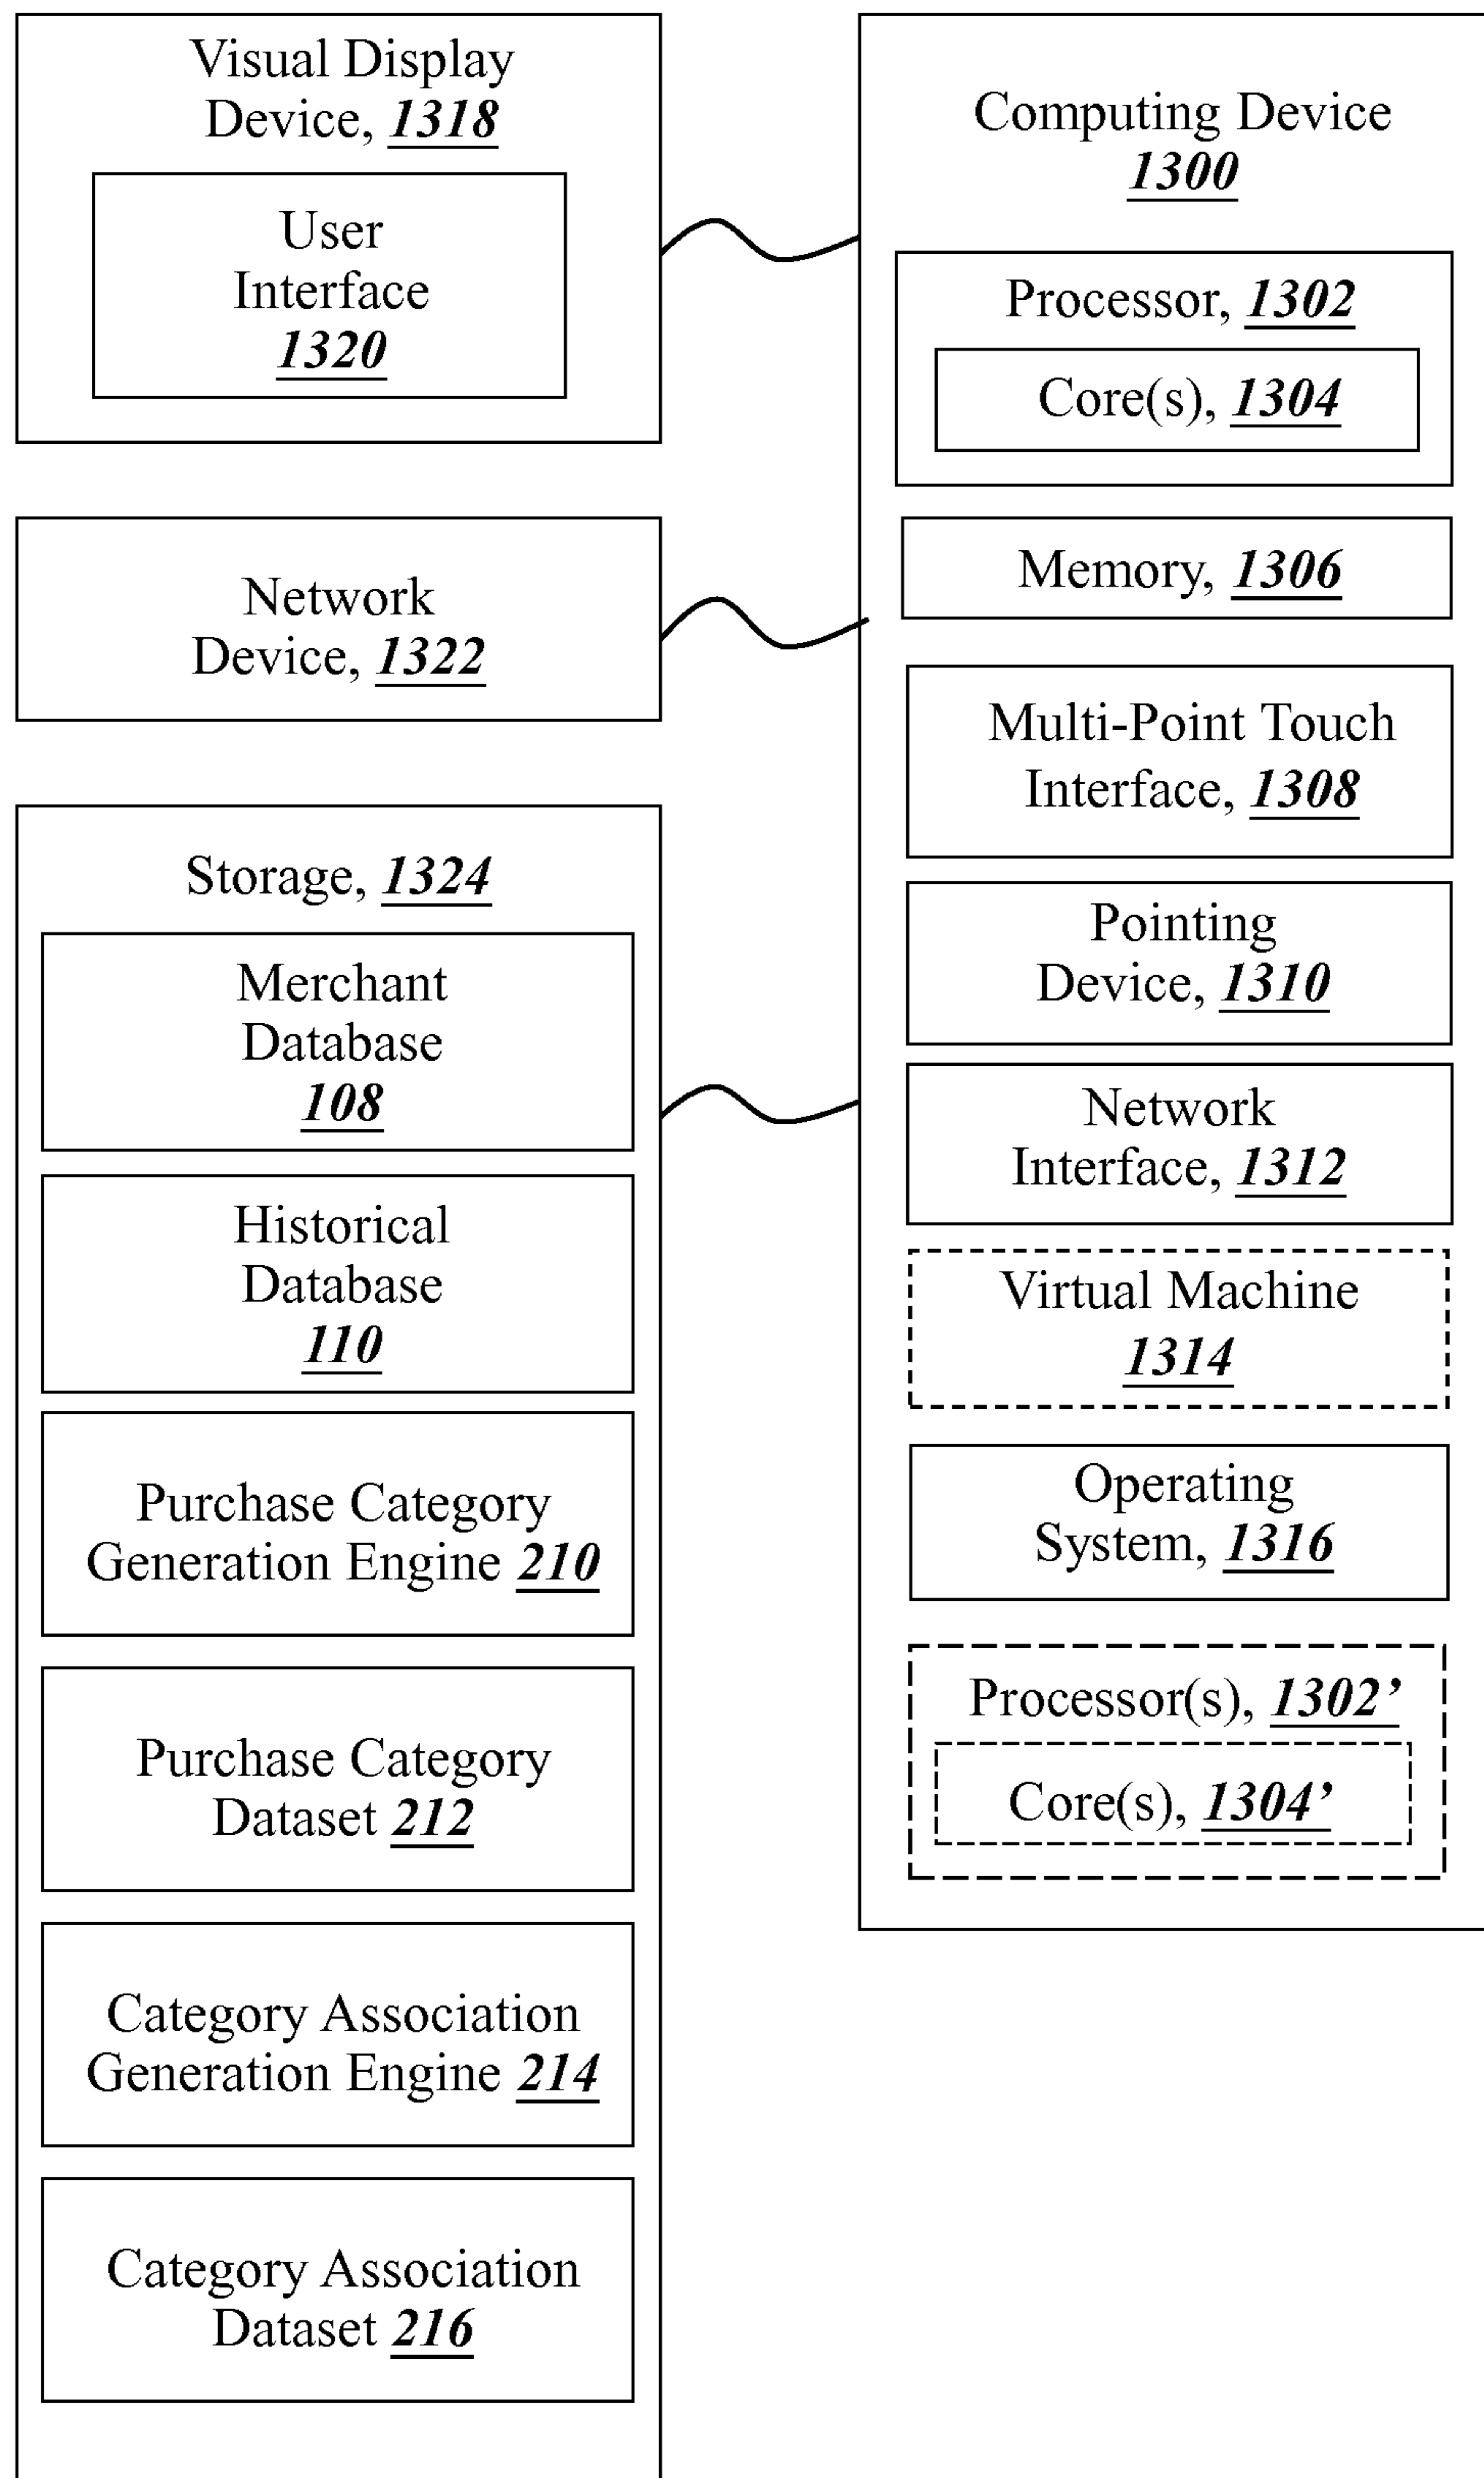 Visual Display
Device, 1318
User
Interface
1320
Network
Device, 1322
Storage, 1324
Merchant
Database
108
Historical
Database
110
Purchase Category
Generation Engine 210
Purchase Category
Dataset 212
Category Association
Generation Engine 214
Category Association
Dataset 216
Computing Device
1300
Processor, 1302
Core(s), 1304
Memory, 1306
Multi-Point Touch
Interface, 1308
Pointing
Device, 1310
Network
Interface, 1312
Virtual Machine
1314
Operating
System, 1316
Processor(s), 1302’
Core(s), 1304’